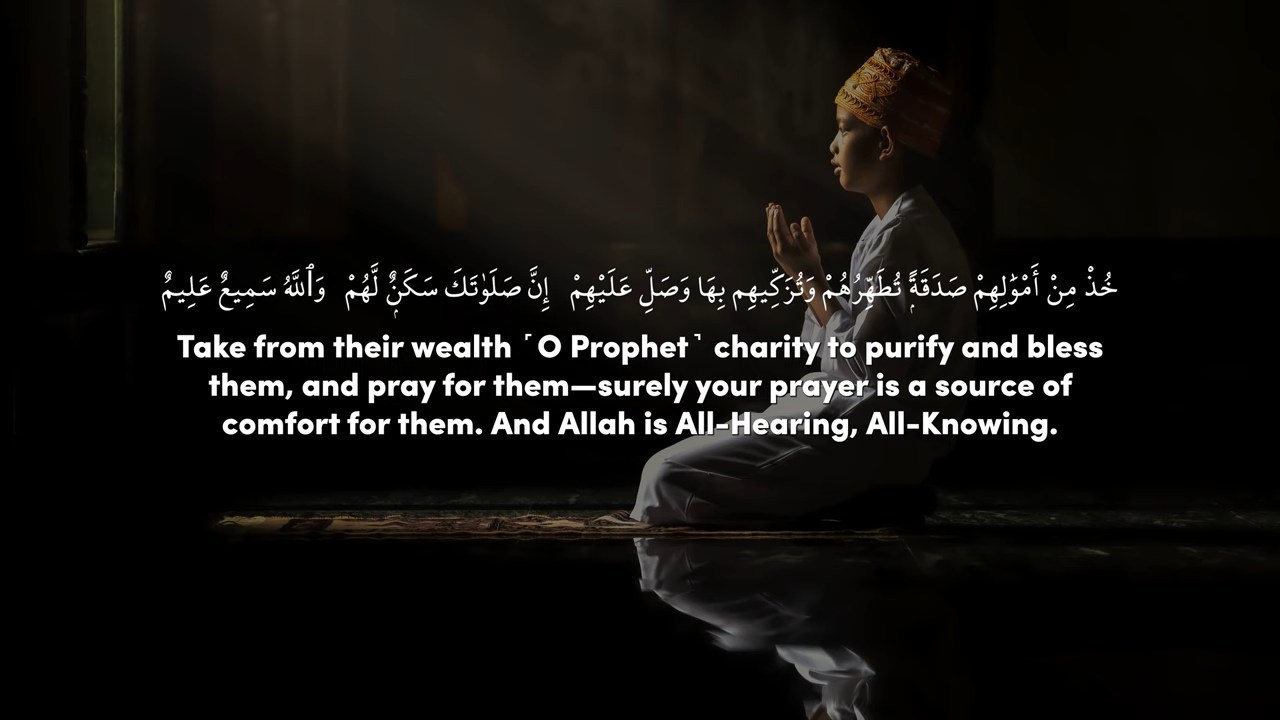 خُذْ مِنْ أَمْوَٰلِهِمْ صَدَقَةًۭ تُطَهِّرُهُمْ وَتُزَكِّيهِم بِهَا وَصَلِّ عَلَيْهِمْ إِنَّ صَلَوٰتَكَ سَكَنٌۭ لَّهُمْ وَٱللَّهُ سَمِيعٌ عَلِيمٌ
Take from their wealth ˹O Prophet˺ charity to purify and bless
them, and pray for them—surely your prayer is a source of
comfort for them. And Allah is All-Hearing, All-Knowing.